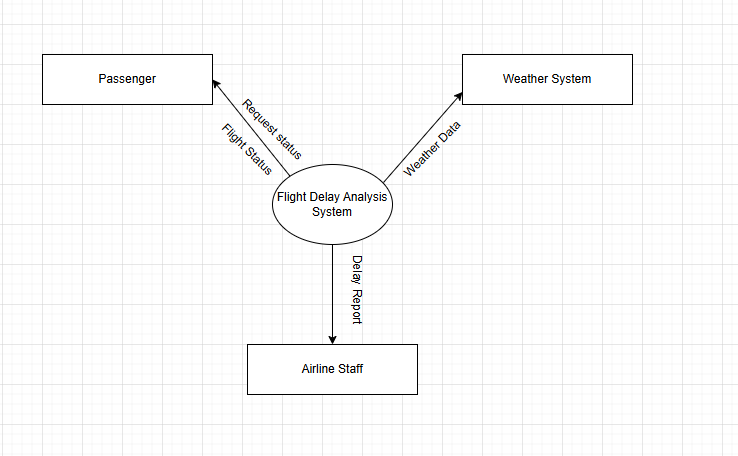 Passenger
Weather System
Request status
Flight Status
Weather Data
Flight Delay Analysis
System
Delay Report
Airline Staff